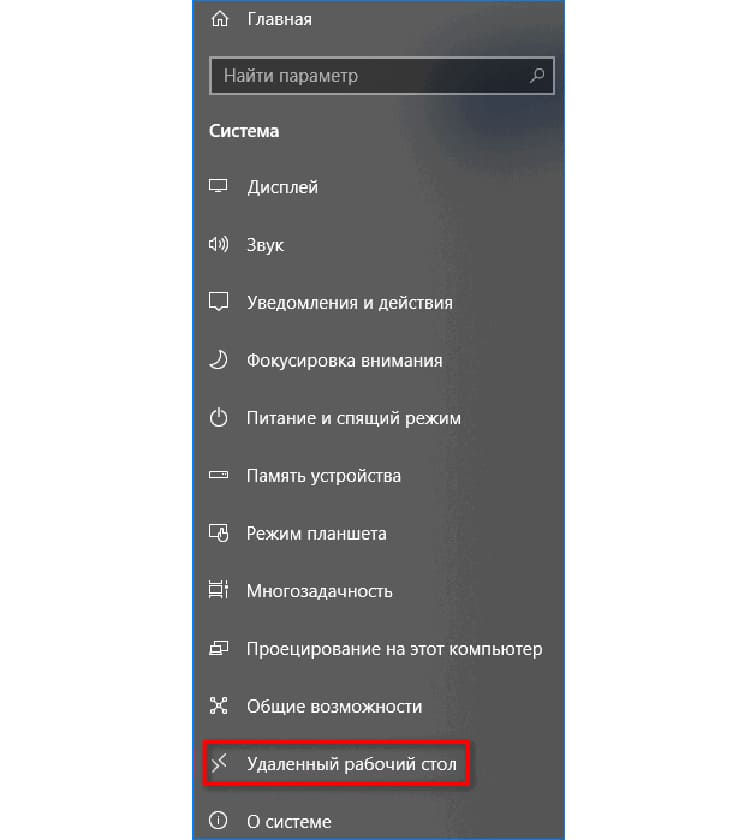 Главная
Найти параметр
Система
Дисплей
Звук
Уведомления и действия
Фокусировка внимания
Питание и спящий режим
Память устройства
Режим планшета
Многозадачность
Проецирование на этот компьютер
Общие возможности
Удаленный рабочий стол
О системе